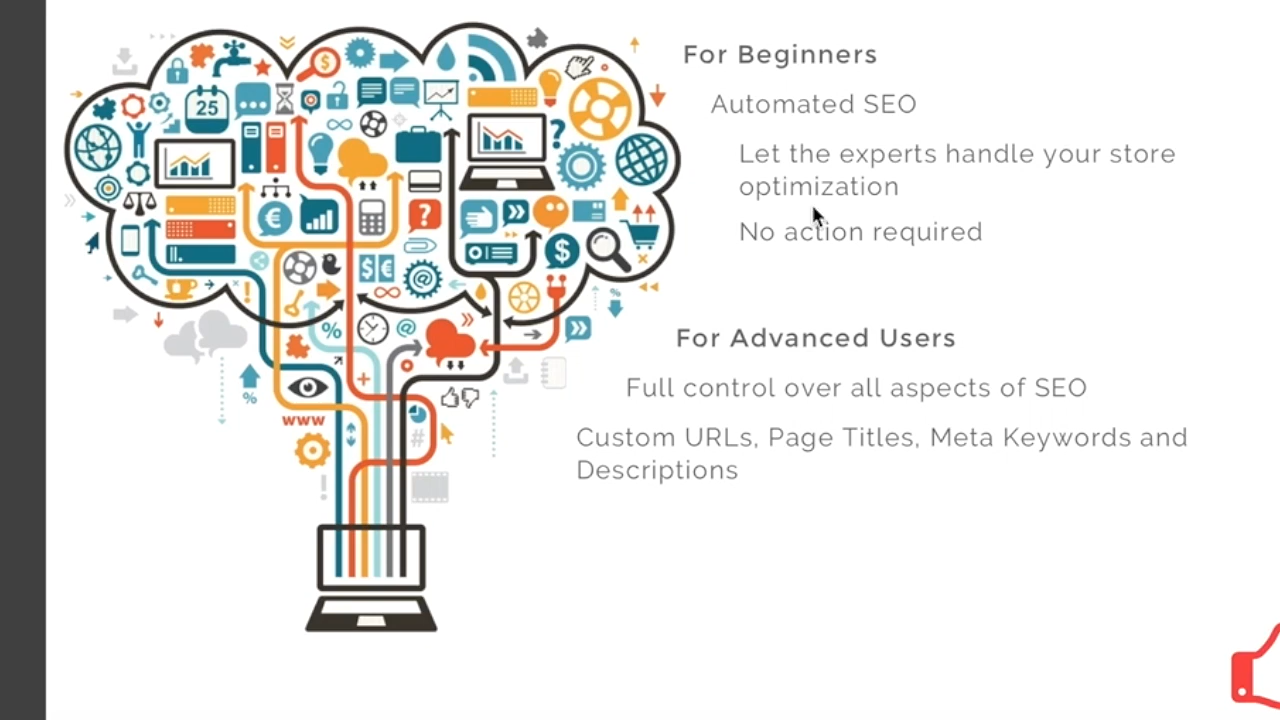 For Beginners
Automated SEO
Let the experts handle your store
optimization
No action required
For Advanced Users
Full control over all aspects of SEO
Custom URLs, Page Titles, Meta Keywords and
Descriptions
25
www